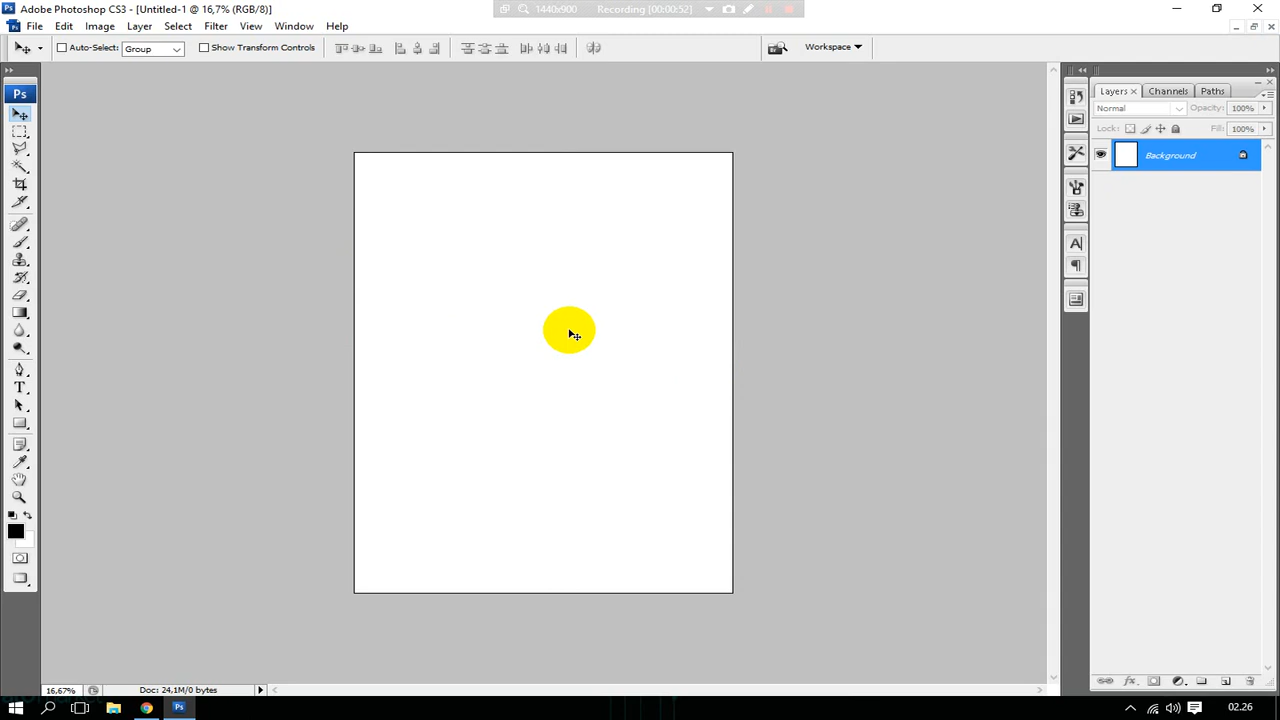 Adobe Photoshop CS3 - [Untitled-1 @ 16,7% (RGB/8)]
1440x900 Recording [00:00:52]
File Edit Image Layer Select Filter View Window Help
Auto-Select: Group Show Transform Controls Workspace
Ps
Layers Channels Paths
Normal Opacity: 100%
Lock: Fill: 100%
Background
T
A
16,67% Doc: 24,1M/0 bytes
Ps 02.26